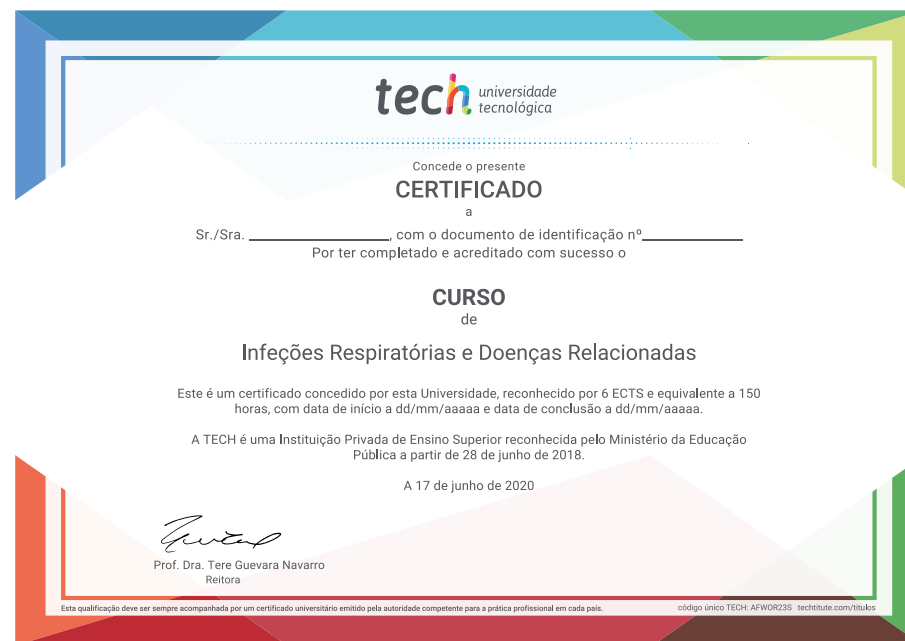 tech universidade
tecnológica
Concede o presente
CERTIFICADO
a
Sr./Sra. ________________, com o documento de identificação nº____________
Por ter completado e acreditado com sucesso o
CURSO
de
Infeções Respiratórias e Doenças Relacionadas
Este é um certificado concedido por esta Universidade, reconhecido por 6 ECTS e equivalente a 150
horas, com data de início a dd/mm/aaaaa e data de conclusão a dd/mm/aaaaa.
A TECH é uma Instituição Privada de Ensino Superior reconhecida pelo Ministério da Educação
Pública a partir de 28 de junho de 2018.
A 17 de junho de 2020
Prof. Dra. Tere Guevara Navarro
Reitora
Esta qualificação deve ser sempre acompanhada por um certificado universitário emitido pela autoridade competente para a prática profissional em cada país.
código único TECH: AFWOR23S techtitute.com/titulos